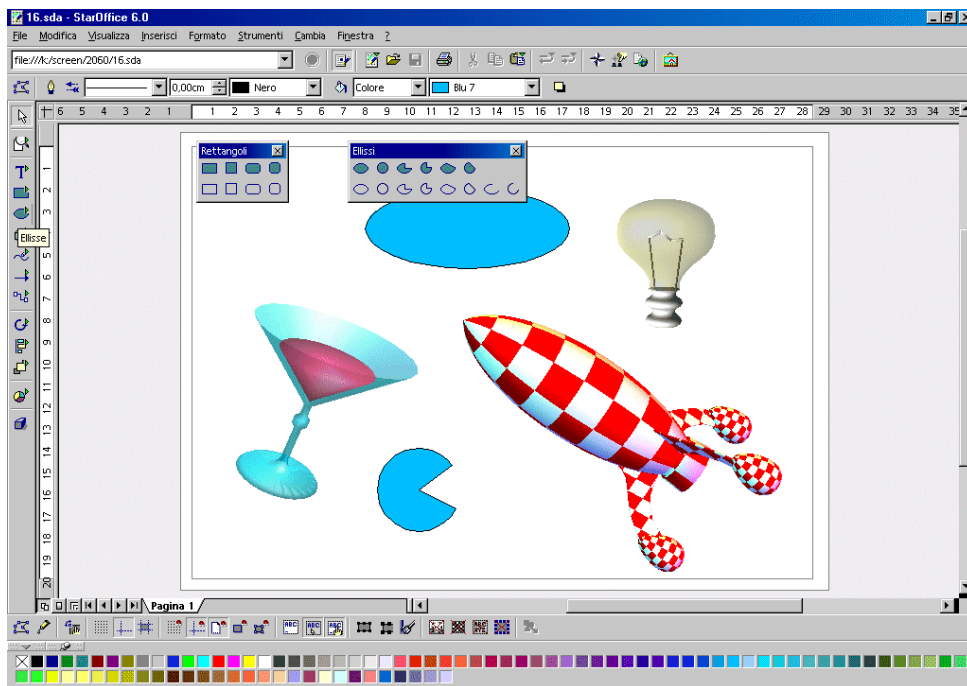 16.sda - StarOffice 6.0
File Modifica Visualizza Inserisci Formato Strumenti Cambia Finestra ?
file:///k:/screen/2060/16.sda
0,00cm Nero Colore Blu 7
6 5 4 3 2 1 1 2 3 4 5 6 7 8 9 10 11 12 13 14 15 16 17 18 19 20 21 22 23 24 25 26 27 28 29 30 31 32 33 34 35
Rettangoli
Ellissi
T
Ellisse
1 2 3 4 5 6 7 8 9 10 11 12 13 14 15 16 17 18 19 20
Pagina 1
ABC ABC ABC